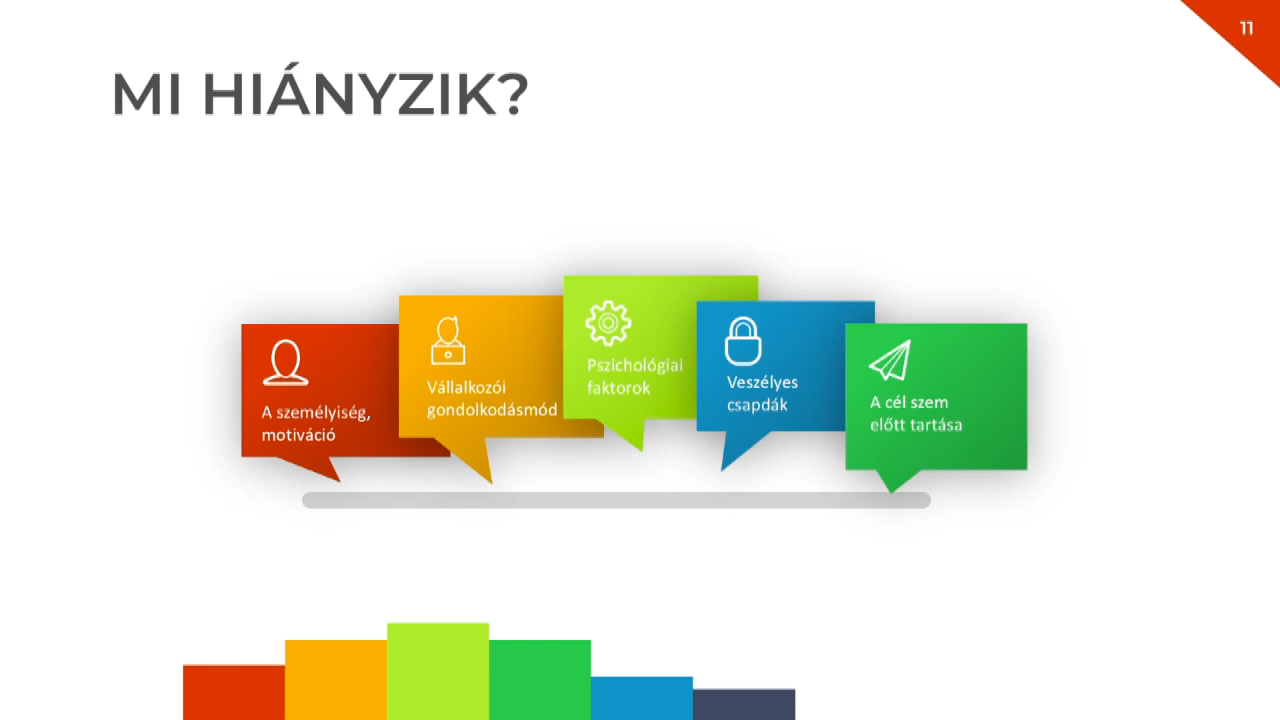 11
MI HIÁNYZIK?
A személyiség,
motiváció
Vállalkozói
gondolkodásmód
Pszichológiai
faktorok
Veszélyes
csapdák
A cél szem
előtt tartása